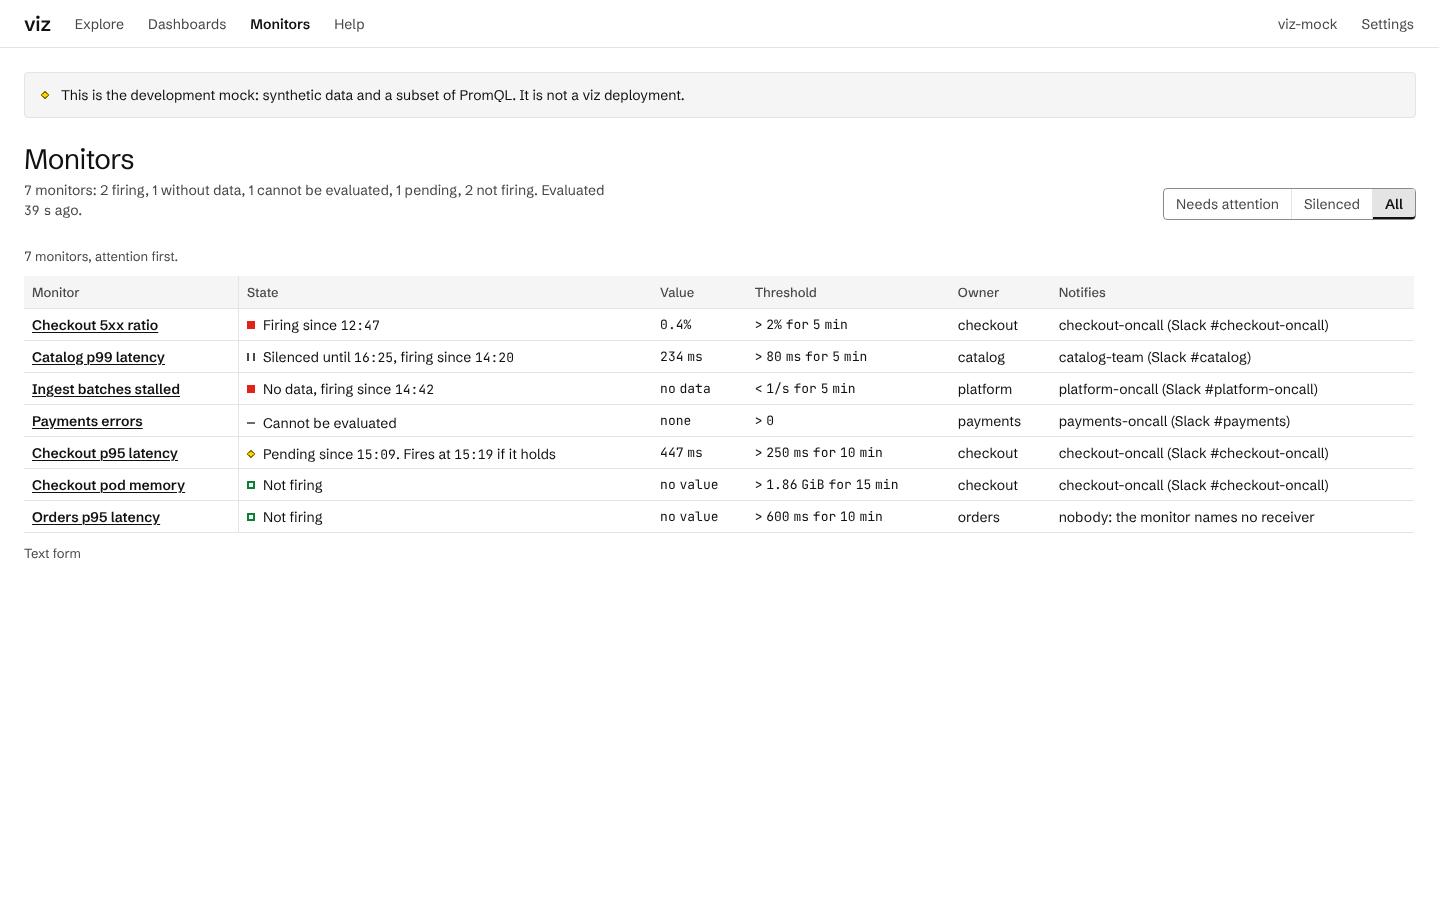 viz Explore Dashboards Monitors Help viz-mock Settings
This is the development mock: synthetic data and a subset of PromQL. It is not a viz deployment.
Monitors
7 monitors: 2 firing, 1 without data, 1 cannot be evaluated, 1 pending, 2 not firing. Evaluated
39 s ago.
Needs attention Silenced All
7 monitors, attention first.
Monitor State Value Threshold Owner Notifies
Checkout 5xx ratio Firing since 12:47 0.4% > 2% for 5 min checkout checkout-oncall (Slack #checkout-oncall)
Catalog p99 latency Silenced until 16:25, firing since 14:20 234 ms > 80 ms for 5 min catalog catalog-team (Slack #catalog)
Ingest batches stalled No data, firing since 14:42 no data < 1/s for 5 min platform platform-oncall (Slack #platform-oncall)
Payments errors Cannot be evaluated none > 0 payments payments-oncall (Slack #payments)
Checkout p95 latency Pending since 15:09. Fires at 15:19 if it holds 447 ms > 250 ms for 10 min checkout checkout-oncall (Slack #checkout-oncall)
Checkout pod memory Not firing no value > 1.86 GiB for 15 min checkout checkout-oncall (Slack #checkout-oncall)
Orders p95 latency Not firing no value > 600 ms for 10 min orders nobody: the monitor names no receiver
Text form